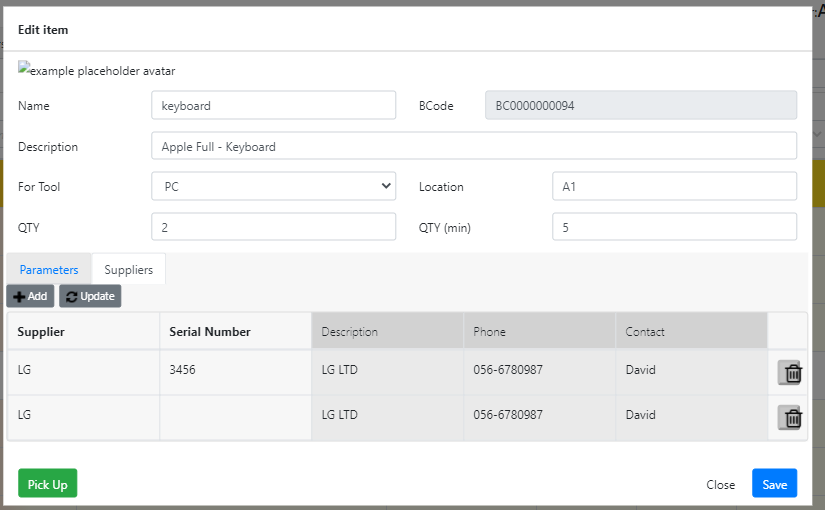 Edit item
example placeholder avatar
Name keyboard BCode BC0000000094
Description Apple Full - Keyboard
For Tool PC Location A1
QTY 2 QTY (min) 5
Parameters Suppliers
Add Update
Supplier Serial Number Description Phone Contact
LG 3456 LG LTD 056-6780987 David
LG LG LTD 056-6780987 David
Pick Up Close Save